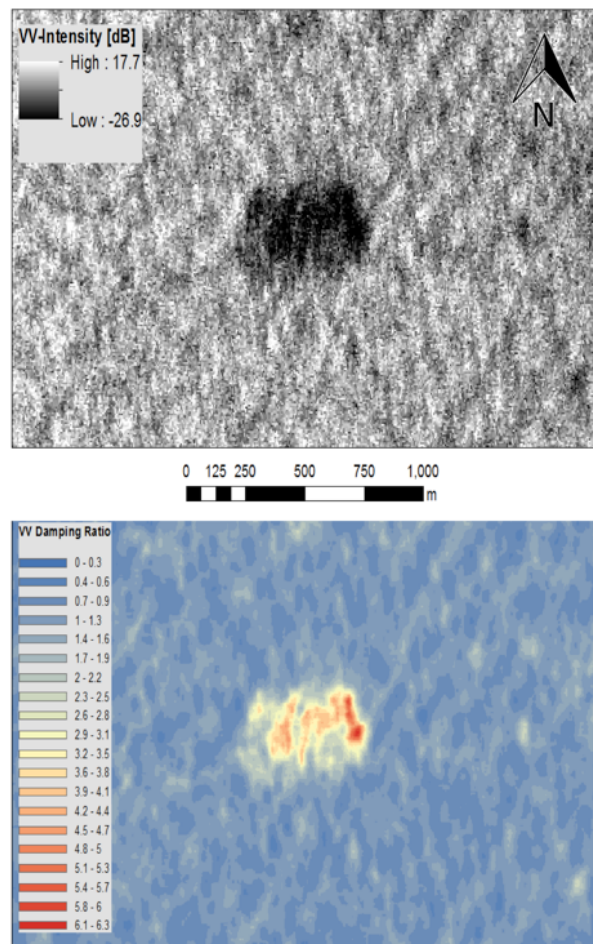 VV-Intensity [dB]
High : 17.7
Low : -26.9
N
0 125 250 500 750 1,000
m
VV Damping Ratio
0 - 0.3
0.4 - 0.6
0.7 - 0.9
1 - 1.3
1.4 - 1.6
1.7 - 1.9
2 - 2.2
2.3 - 2.5
2.6 - 2.8
2.9 - 3.1
3.2 - 3.5
3.6 - 3.8
3.9 - 4.1
4.2 - 4.4
4.5 - 4.7
4.8 - 5
5.1 - 5.3
5.4 - 5.7
5.8 - 6
6.1 - 6.3